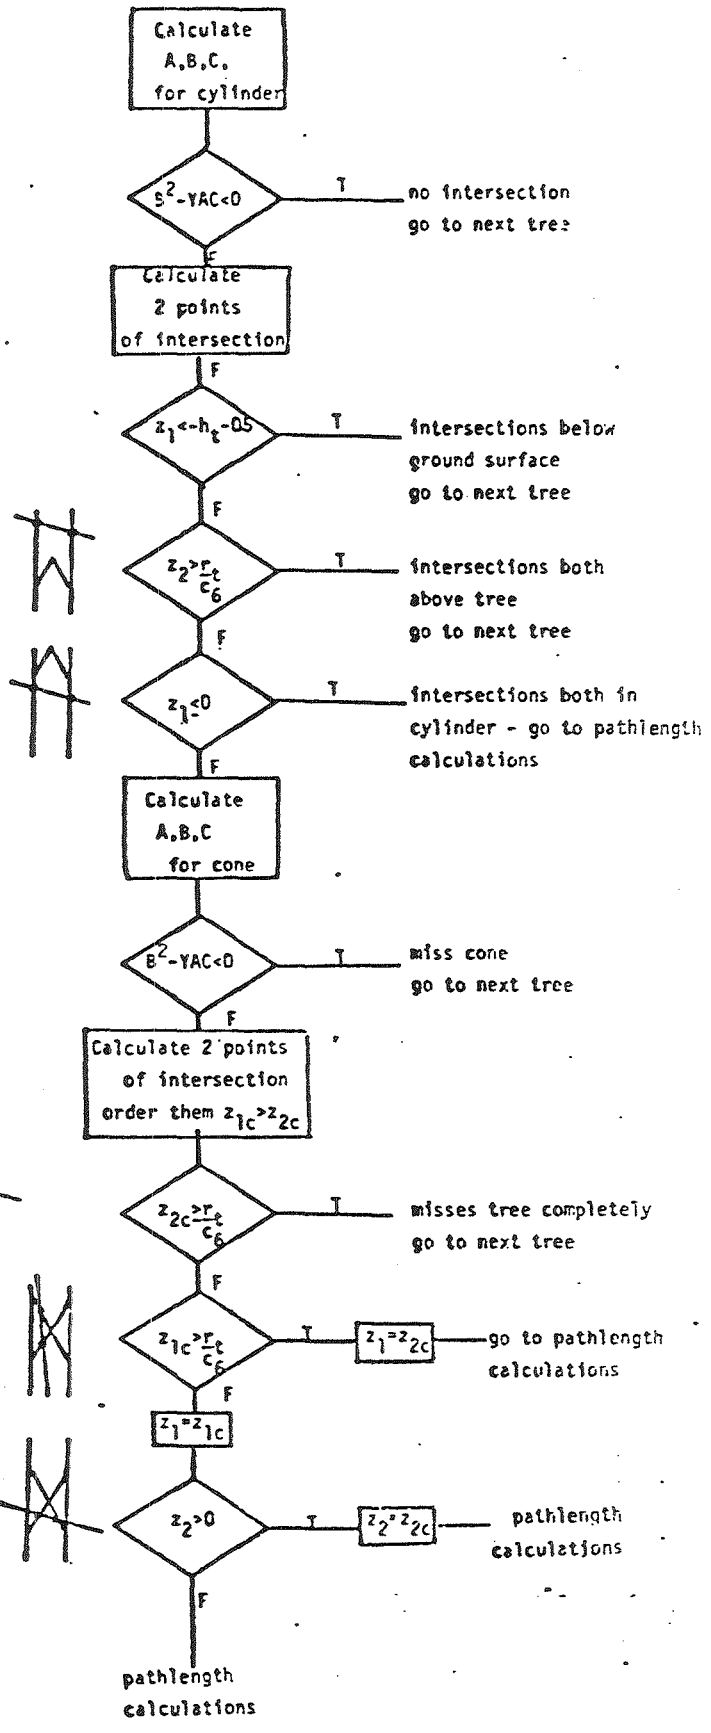 Calculate
A,B,C,
for cylinder
B²-YAC<0
T
no intersection
go to next tree
F
Calculate
2 points
of intersection
F
z₁<-hₜ-05
T
intersections below
ground surface
go to next tree
F
z₂>rₜ/c₆
T
intersections both
above tree
go to next tree
F
z₁≤0
T
intersections both in
cylinder - go to pathlength
calculations
F
Calculate
A,B,C
for cone
B²-YAC<0
T
miss cone
go to next tree
F
Calculate 2 points
of intersection
order them z₁c>z₂c
z₂c≥rₜ/c₆
T
misses tree completely
go to next tree
F
z₁c>rₜ/c₆
T
z₁=z₂c
go to pathlength
calculations
F
z₁=z₁c
z₂>0
T
z₂=z₂c
pathlength
calculations
F
pathlength
calculations